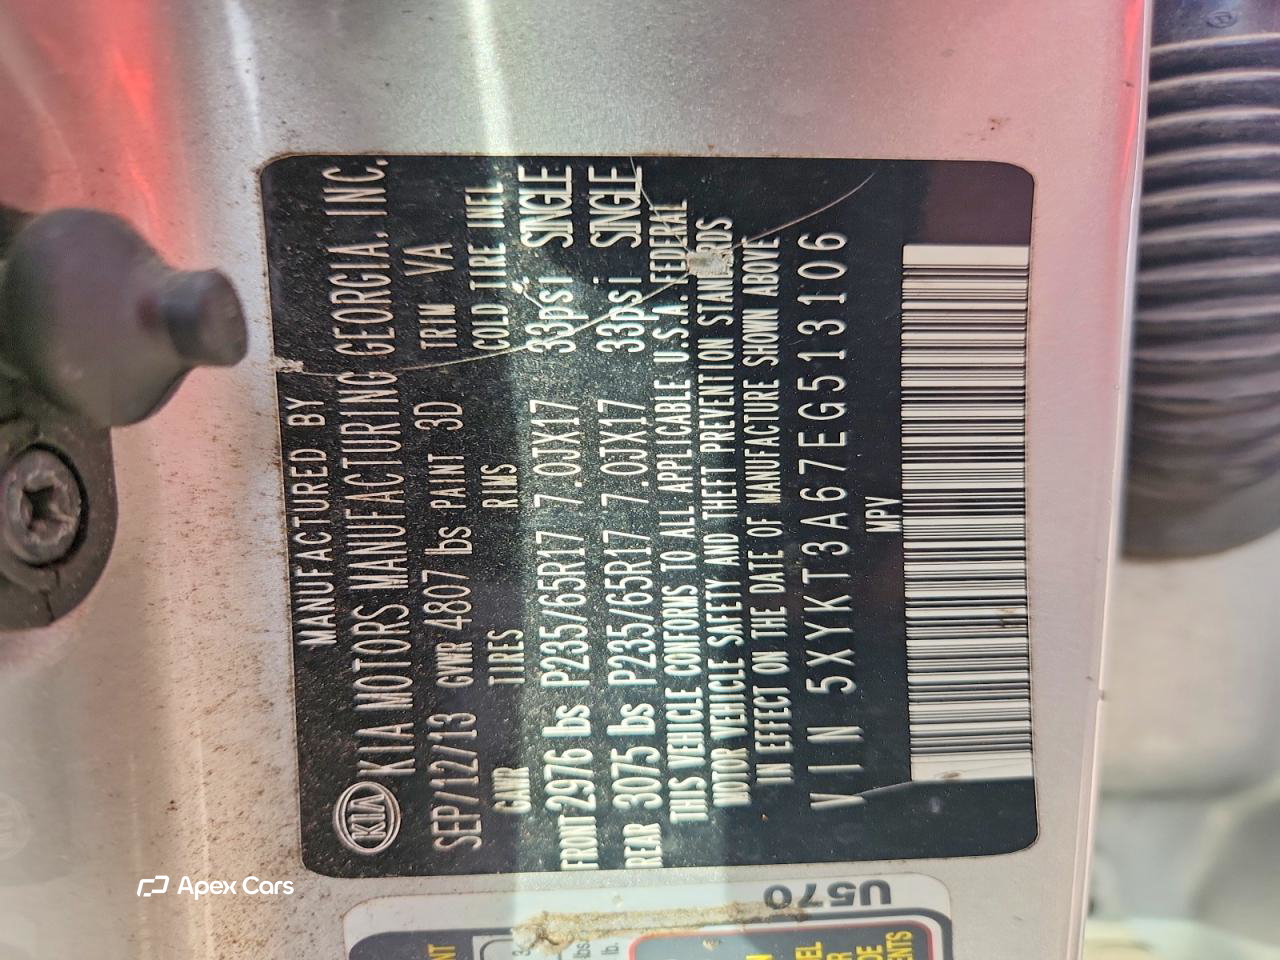 MANUFACTURED BY
KIA KIA MOTORS MANUFACTURING GEORGIA. INC.
SEP/12/13 GVWR 4807 lbs PAINT 3D TRIM VA
GAWR TIRES RIMS COLD TIRE INFL
FRONT 2976 lbs P235/65R17 7.0JX17 33psi SINGLE
REAR 3075 lbs P235/65R17 7.0JX17 33psi SINGLE
THIS VEHICLE CONFORMS TO ALL APPLICABLE U.S.A. FEDERAL
MOTOR VEHICLE SAFETY AND THEFT PREVENTION STANDARDS
IN EFFECT ON THE DATE OF MANUFACTURE SHOWN ABOVE
VIN 5XYKT3A67EG513106
MPV
U570
Apex Cars